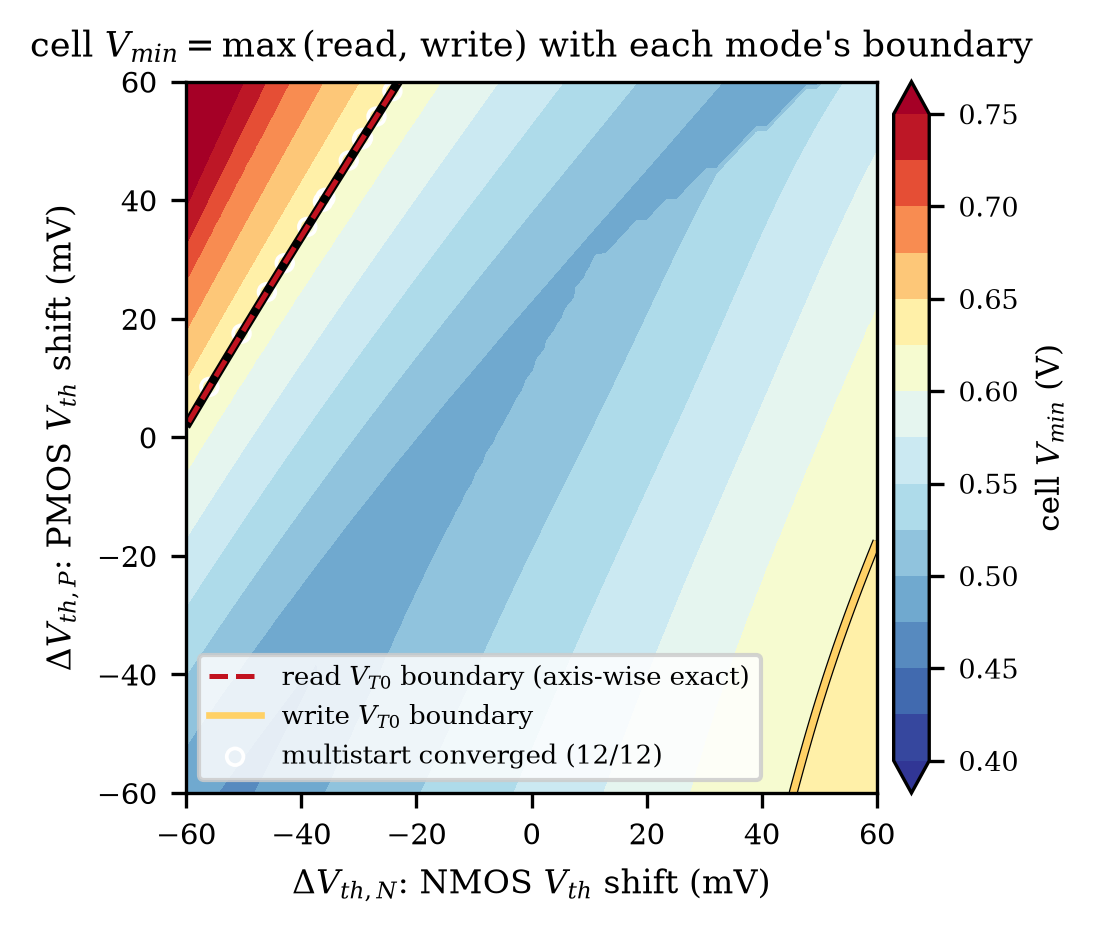 cell V_min = max (read, write) with each mode's boundary
60
40
20
0
−20
−40
−60
ΔV_th,P: PMOS V_th shift (mV)
read V_T0 boundary (axis-wise exact)
write V_T0 boundary
multistart converged (12/12)
−60 −40 −20 0 20 40 60
ΔV_th,N: NMOS V_th shift (mV)
0.75
0.70
0.65
0.60
0.55
0.50
0.45
0.40
cell V_min (V)